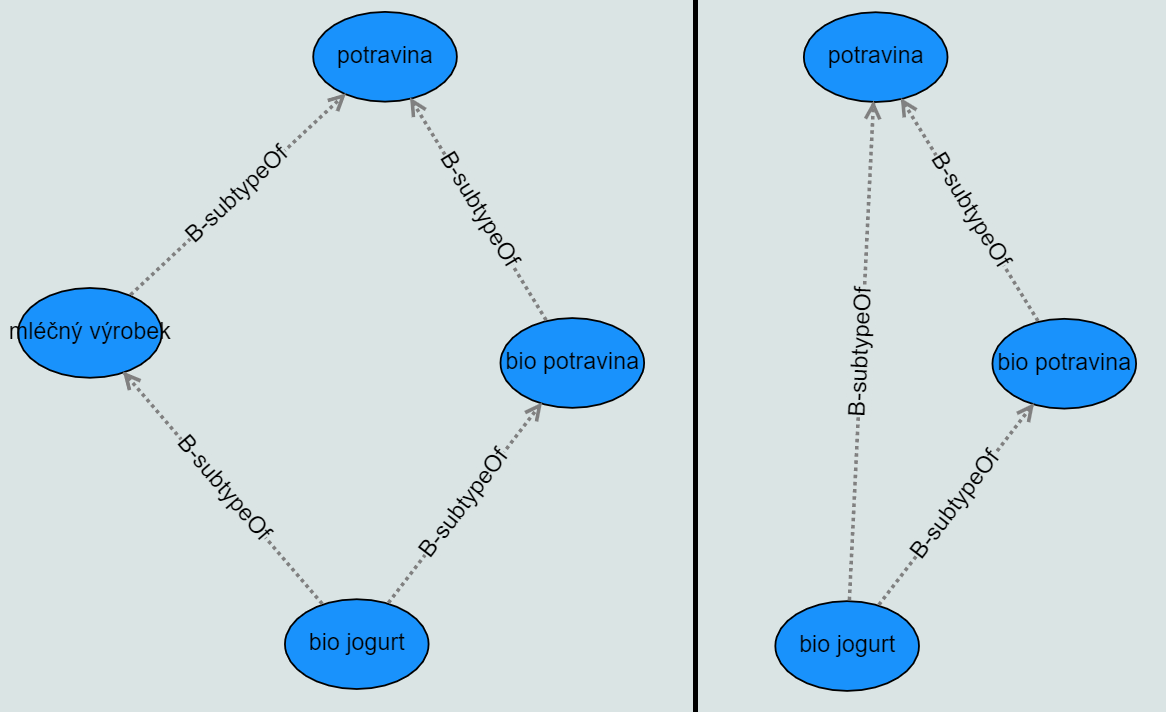 potravina
B-subtypeOf
B-subtypeOf
mléčný výrobek
bio potravina
B-subtypeOf
B-subtypeOf
bio jogurt
potravina
B-subtypeOf
B-subtypeOf
bio potravina
B-subtypeOf
bio jogurt